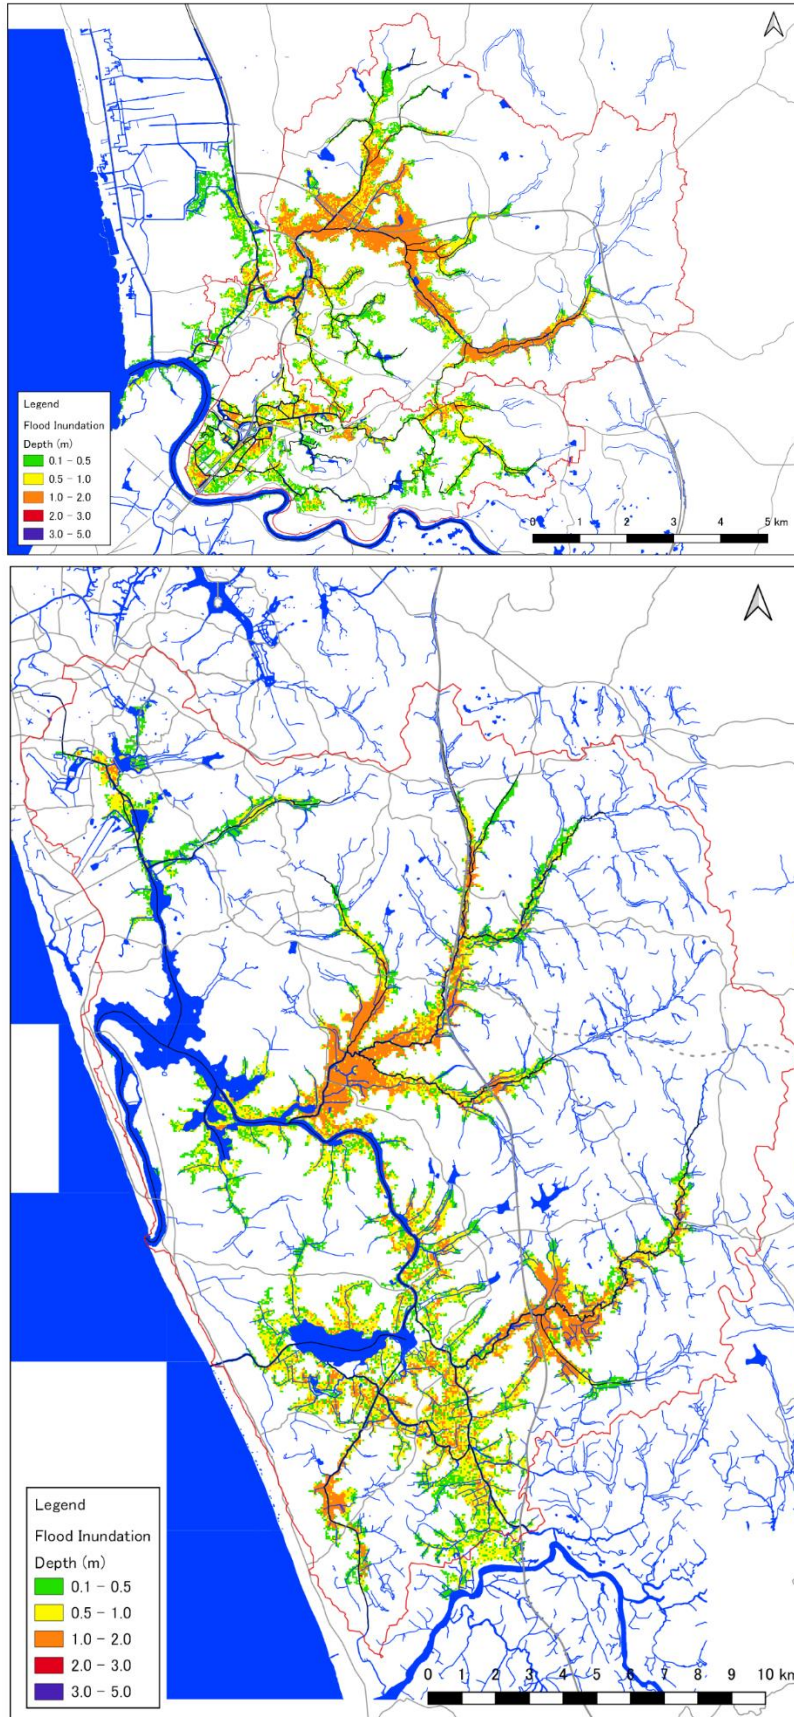 Legend
Flood Inundation
Depth (m)
0.1 - 0.5
0.5 - 1.0
1.0 - 2.0
2.0 - 3.0
3.0 - 5.0
0 1 2 3 4 5 km
Legend
Flood Inundation
Depth (m)
0.1 - 0.5
0.5 - 1.0
1.0 - 2.0
2.0 - 3.0
3.0 - 5.0
0 1 2 3 4 5 6 7 8 9 10 km